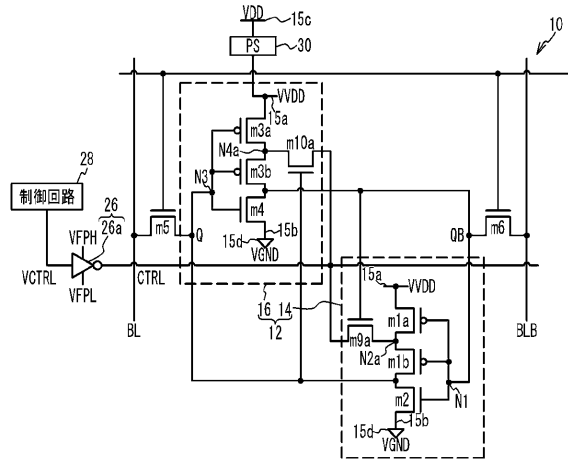 VDD
15c
10
PS
30
VVDD
15a
m3a
m10a
N4a
28
N3
m3b
制御回路
26
m5
m4
m6
26a
VFPH
Q
15b
QB
15d
VGND
VCTRL
CTRL
15a
VVDD
VFPL
16 14
12
m1a
BL
m9a
BLB
N2a
m1b
m2
N1
15d
15b
VGND